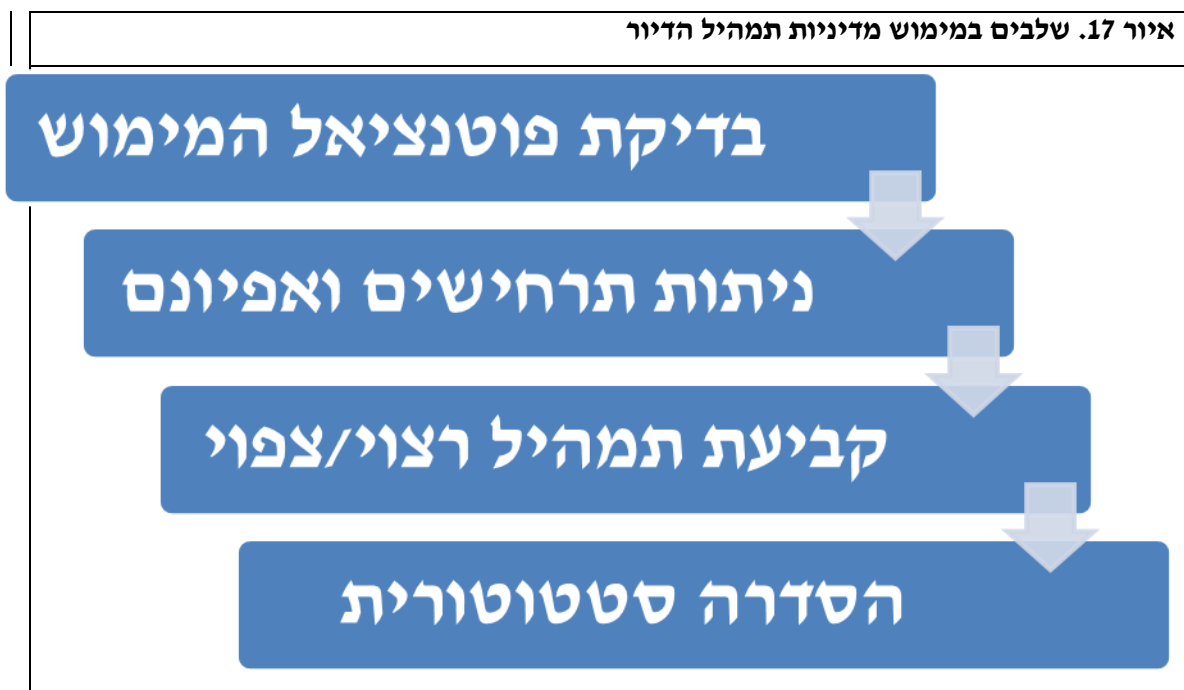 איור 17. שלבים במימוש מדיניות תמהיל הדיור
בדיקת פוטנציאל המימוש
ניתות תרחישים ואפיונם
קביעת תמהיל רצוי/צפוי
הסדרה סטטוטורית